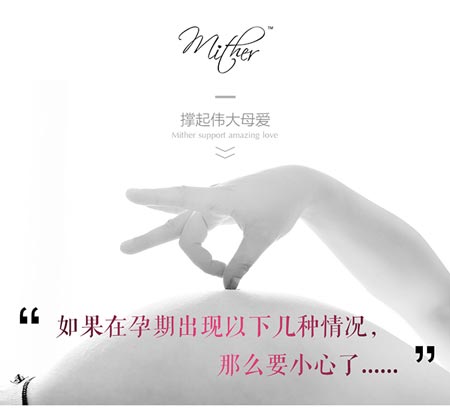 Mither™
撑起伟大母爱
Mither support amazing love
“ 如果在孕期出现以下几种情况，
那么要小心了...... ”